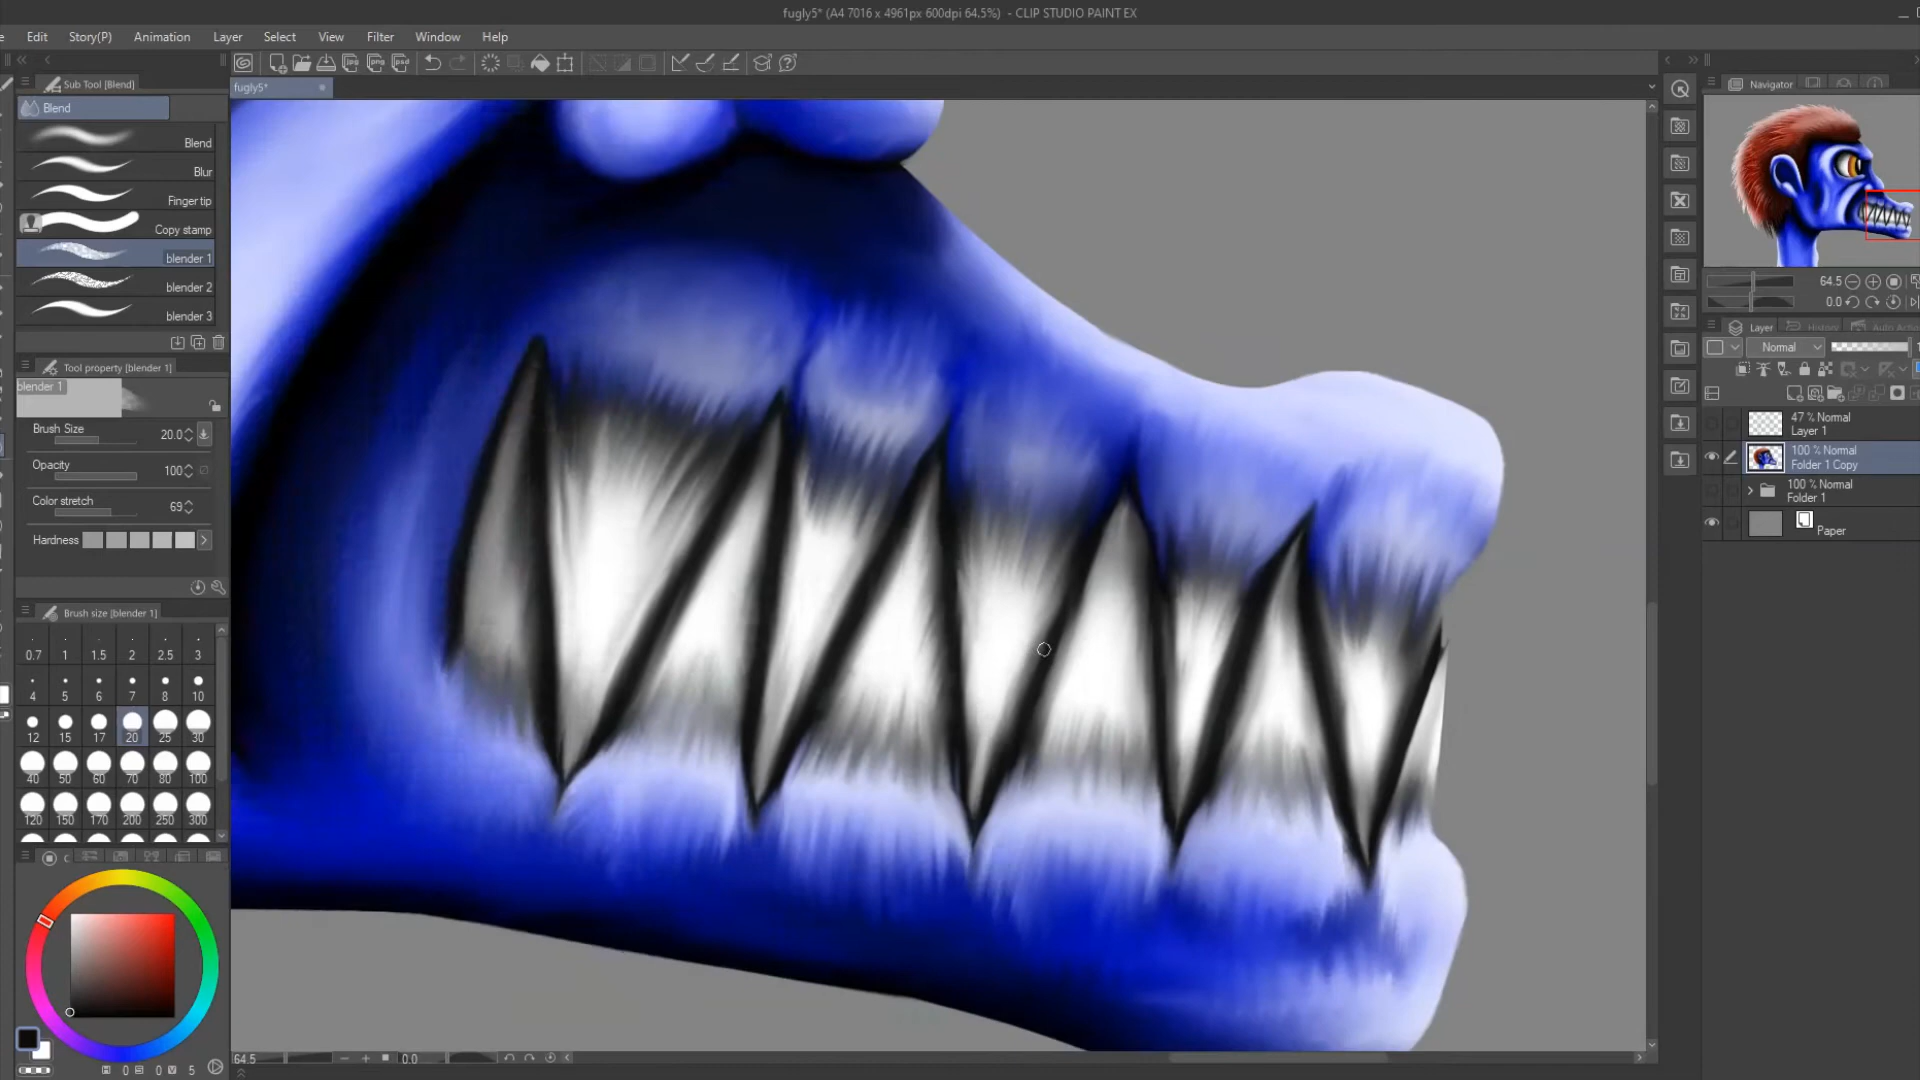 fugly5* (A4 7016 x 4961px 600dpi 64.5%) - CLIP STUDIO PAINT EX
e Edit Story(P) Animation Layer Select View Filter Window Help
Sub Tool [Blend]
fugly5*
Navigator
Blend
Blend
Blur
Finger tip
Copy stamp
blender 1
blender 2
blender 3
Tool property [blender 1]
blender 1
Brush Size 20.0
Opacity 100
Color stretch 69
Hardness
Brush size [blender 1]
0.7 1 1.5 2 2.5 3
4 5 6 7 8 10
12 15 17 20 25 30
40 50 60 70 80 100
120 150 170 200 250 300
C
0 0 5
64.5 0.0
64.5
0.0
Layer History Auto Action
Normal
47 % Normal
Layer 1
100 % Normal
Folder 1 Copy
100 % Normal
Folder 1
Paper